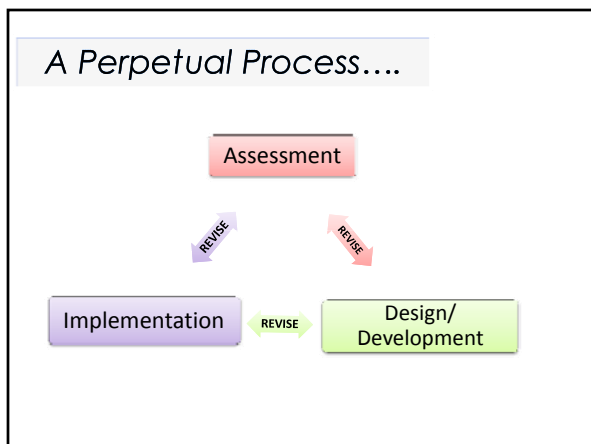 A Perpetual Process....
Assessment
REVISE
REVISE
Implementation
REVISE
Design/
Development